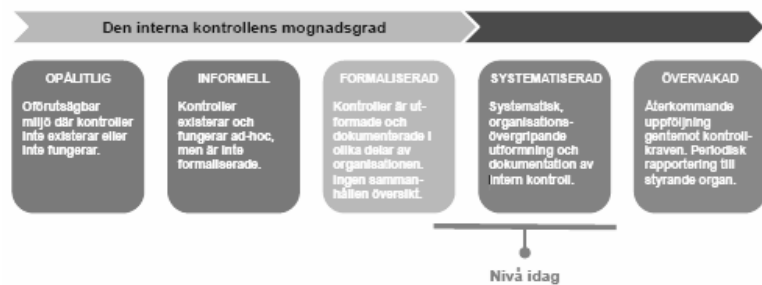 Den interna kontrollens mognadsgrad
OPÅLITLIG
Oförutsägbar
miljö där kontroller
inte existerar eller
inte fungerar.
INFORMELL
Kontroller
existerar och
fungerar ad-hoc,
men är inte
formaliserade.
FORMALISERAD
Kontroller är ut-
formade och
dokumenterade i
olika delar av
organisationen.
Ingen samman-
hållen översikt.
SYSTEMATISERAD
Systematisk,
organisations-
övergripande
utformning och
dokumentation av
intern kontroll.
ÖVERVAKAD
Återkommande
uppföljning
gentemot kontroll-
kraven. Periodisk
rapportering till
styrande organ.
Nivå idag